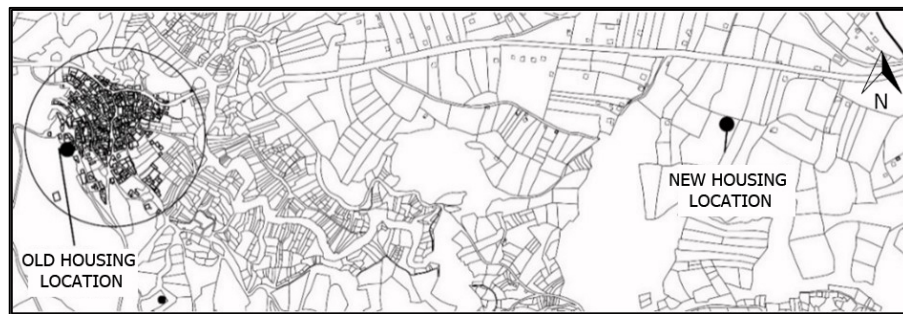 N
NEW HOUSING
LOCATION
OLD HOUSING
LOCATION